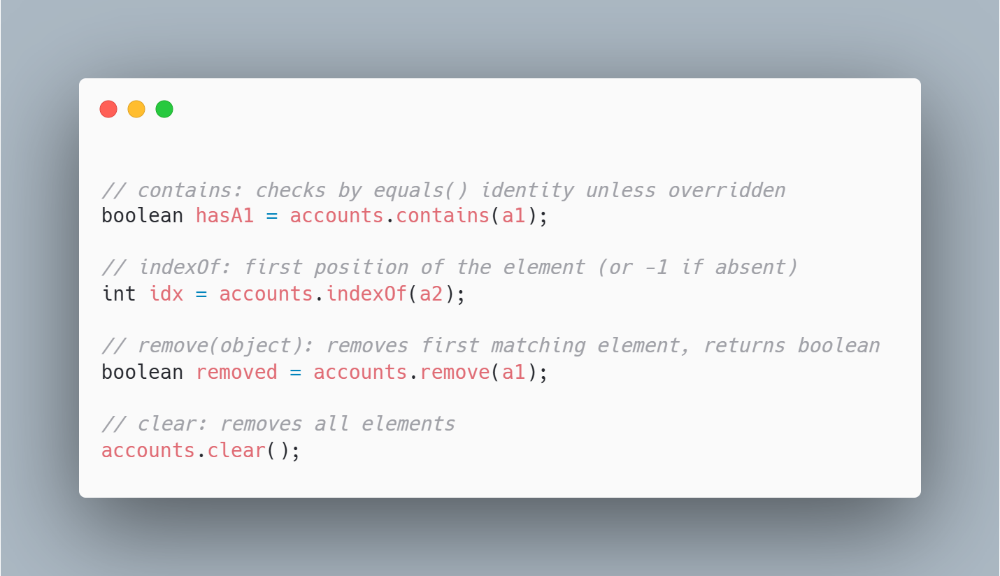 // contains: checks by equals() identity unless overridden
boolean hasA1 = accounts.contains(a1);
// indexOf: first position of the element (or -1 if absent)
int idx = accounts.indexOf(a2);
// remove(object): removes first matching element, returns boolean
boolean removed = accounts.remove(a1);
// clear: removes all elements
accounts.clear();